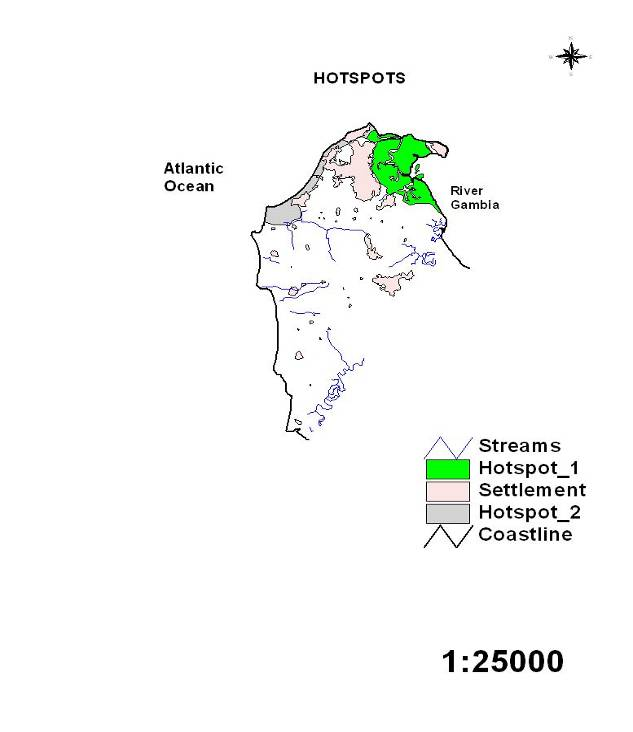 HOTSPOTS
Atlantic
Ocean
River
Gambia
Streams
Hotspot_1
Settlement
Hotspot_2
Coastline
1:25000